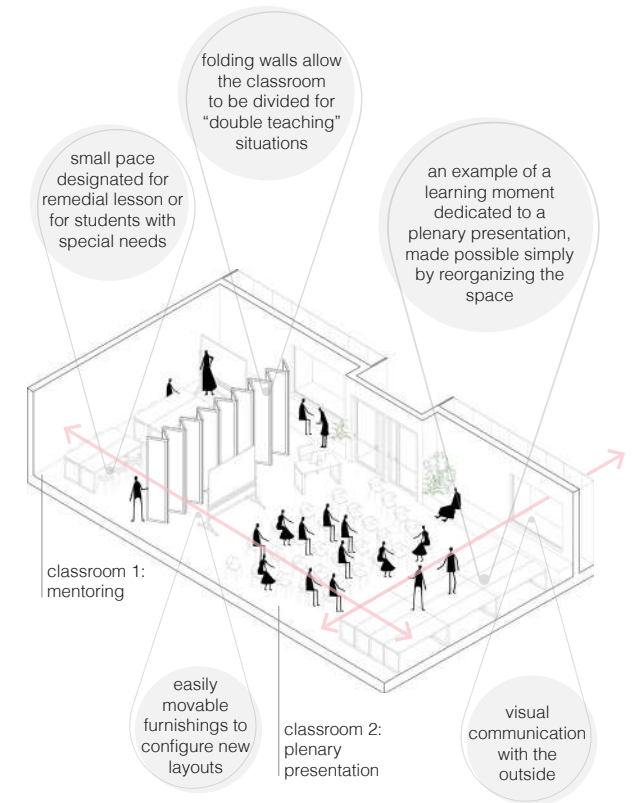 folding walls allow
the classroom
to be divided for
“double teaching”
situations
small pace
designated for
remedial lesson or
for students with
special needs
an example of a
learning moment
dedicated to a
plenary presentation,
made possible simply
by reorganizing the
space
classroom 1:
mentoring
easily
movable
furnishings to
configure new
layouts
classroom 2:
plenary
presentation
visual
communication
with the
outside